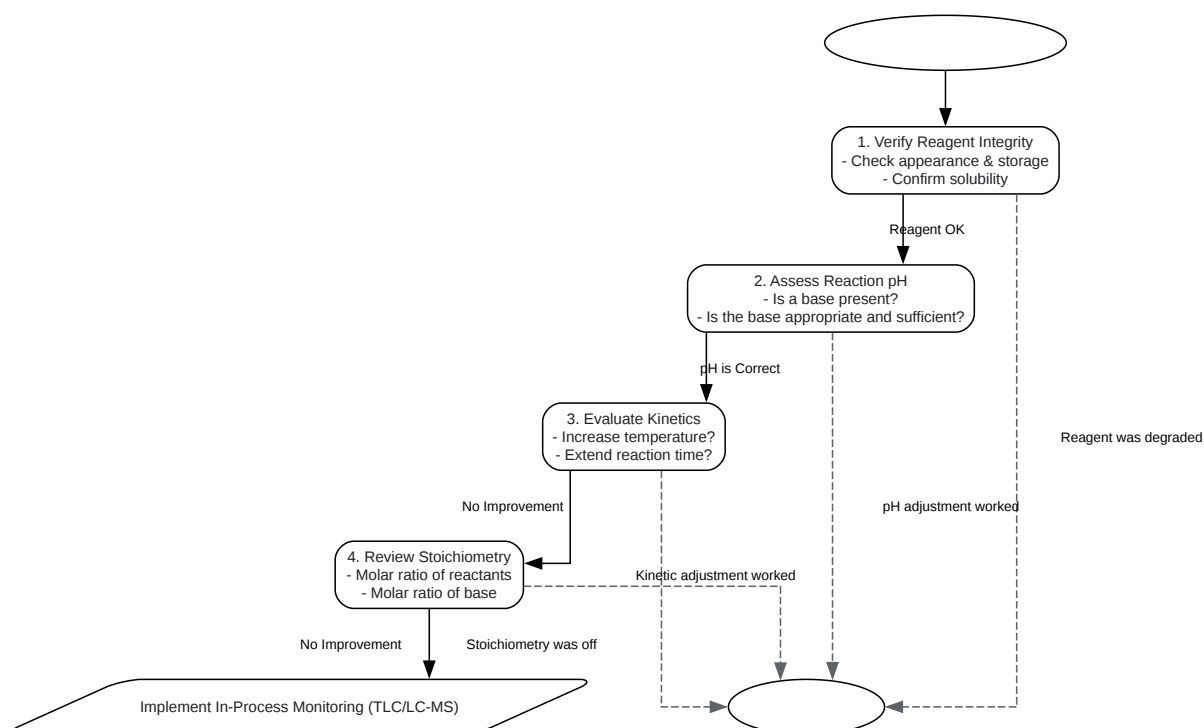 1. Verify Reagent Integrity
- Check appearance & storage
- Confirm solubility
Reagent OK
2. Assess Reaction pH
- Is a base present?
- Is the base appropriate and sufficient?
pH is Correct
3. Evaluate Kinetics
- Increase temperature?
- Extend reaction time?
Reagent was degraded
No Improvement
pH adjustment worked
4. Review Stoichiometry
- Molar ratio of reactants
- Molar ratio of base
Kinetic adjustment worked
No Improvement
Stoichiometry was off
Implement In-Process Monitoring (TLC/LC-MS)